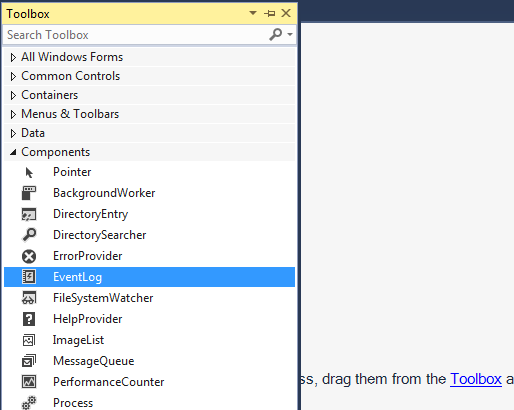 Toolbox
Search Toolbox
All Windows Forms
Common Controls
Containers
Menus & Toolbars
Data
Components
Pointer
BackgroundWorker
DirectoryEntry
DirectorySearcher
ErrorProvider
EventLog
FileSystemWatcher
HelpProvider
ImageList
MessageQueue
PerformanceCounter
Process
ss, drag them from the Toolbox a